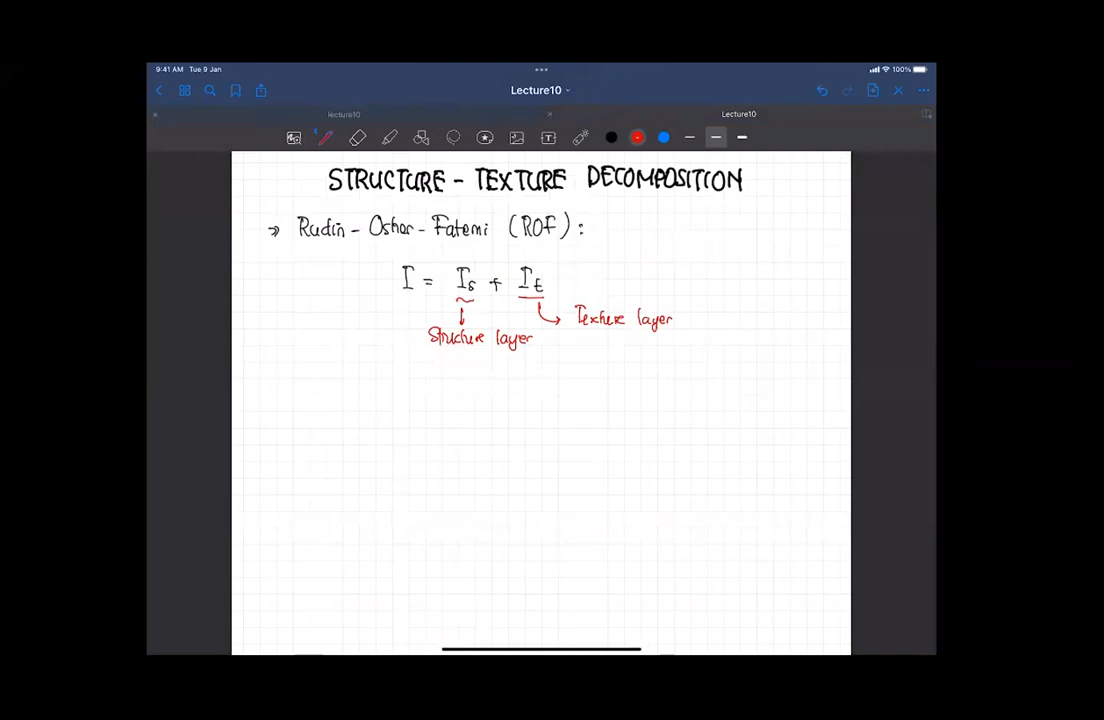 9:41 AM Tue 9 Jan
100%
Lecture10
lecture10
Lecture10
STRUCTURE - TEXTURE DECOMPOSITION
⇒ Rudin - Osher - Fatemi (ROF) :
I = Is + It
Texture layer
Structure layer